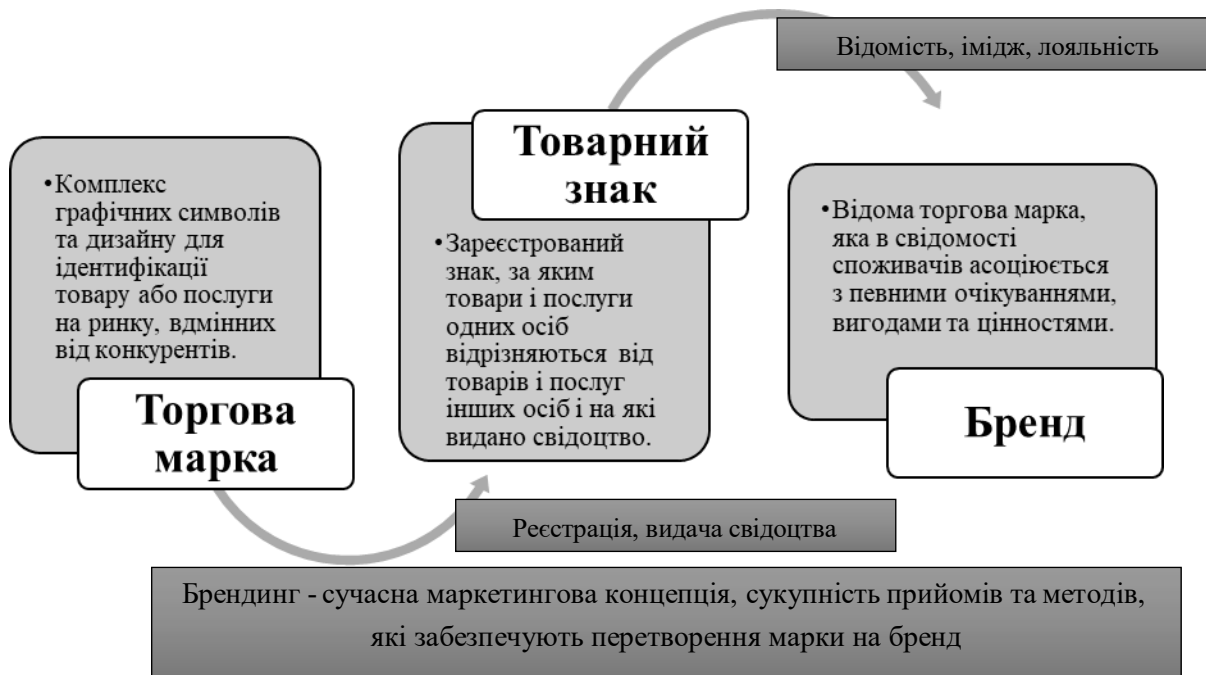 Відомість, імідж, лояльність
•Комплекс
графічних символів
та дизайну для
ідентифікації
товару або послуги
на ринку, вдмінних
від конкурентів.
Торгова
марка
Товарний
знак
•Зареєстрований
знак, за яким
товари і послуги
одних осіб
відрізняються від
товарів і послуг
інших осіб і на які
видано свідоцтво.
•Відома торгова марка,
яка в свідомості
споживачів асоціюється
з певними очікуваннями,
вигодами та цінностями.
Бренд
Реєстрація, видача свідоцтва
Брендинг - сучасна маркетингова концепція, сукупність прийомів та методів,
які забезпечують перетворення марки на бренд